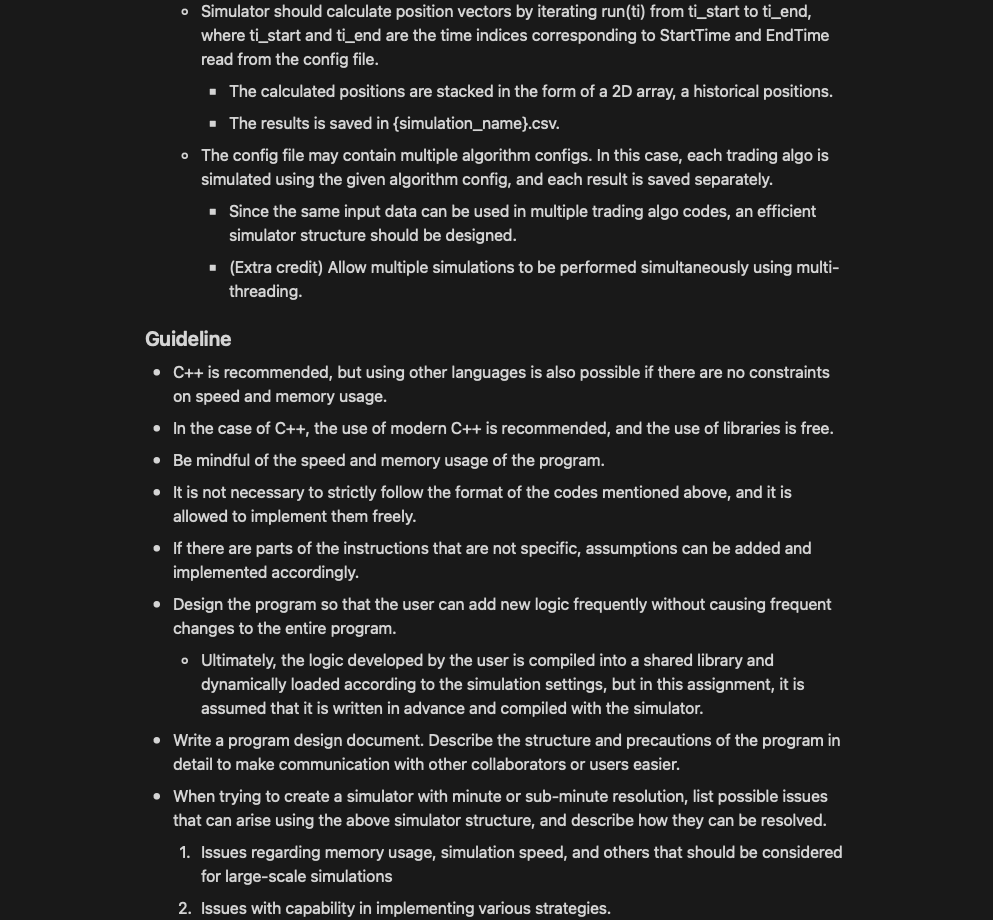 Simulator should calculate position vectors by iterating run(ti) from ti_start to ti_end,
where ti_start and ti_end are the time indices corresponding to StartTime and EndTime
read from the config file.
The calculated positions are stacked in the form of a 2D array, a historical positions.
The results is saved in {simulation_name}.csv.
The config file may contain multiple algorithm configs. In this case, each trading algo is
simulated using the given algorithm config, and each result is saved separately.
Since the same input data can be used in multiple trading algo codes, an efficient
simulator structure should be designed.
(Extra credit) Allow multiple simulations to be performed simultaneously using multi-
threading.
Guideline
C++ is recommended, but using other languages is also possible if there are no constraints
on speed and memory usage.
In the case of C++, the use of modern C++ is recommended, and the use of libraries is free.
Be mindful of the speed and memory usage of the program.
It is not necessary to strictly follow the format of the codes mentioned above, and it is
allowed to implement them freely.
If there are parts of the instructions that are not specific, assumptions can be added and
implemented accordingly.
Design the program so that the user can add new logic frequently without causing frequent
changes to the entire program.
Ultimately, the logic developed by the user is compiled into a shared library and
dynamically loaded according to the simulation settings, but in this assignment, it is
assumed that it is written in advance and compiled with the simulator.
Write a program design document. Describe the structure and precautions of the program in
detail to make communication with other collaborators or users easier.
When trying to create a simulator with minute or sub-minute resolution, list possible issues
that can arise using the above simulator structure, and describe how they can be resolved.
1. Issues regarding memory usage, simulation speed, and others that should be considered
for large-scale simulations
2. Issues with capability in implementing various strategies.